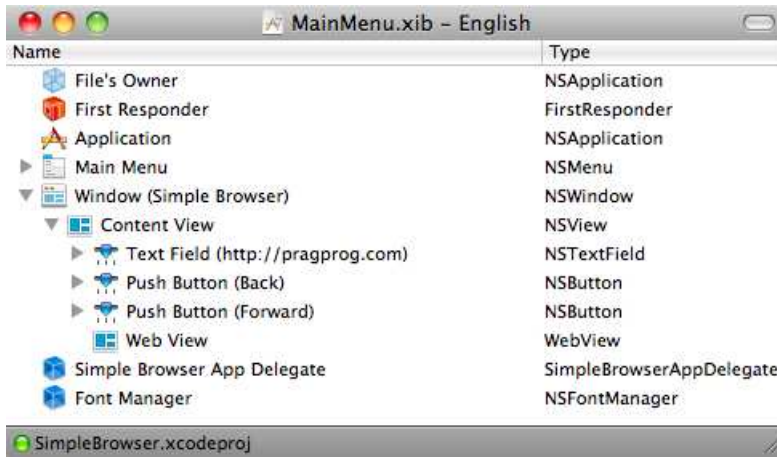 MainMenu.xib – English
Name Type
File's Owner NSApplication
First Responder FirstResponder
Application NSApplication
Main Menu NSMenu
Window (Simple Browser) NSWindow
Content View NSView
Text Field (http://pragprog.com) NSTextField
Push Button (Back) NSButton
Push Button (Forward) NSButton
Web View WebView
Simple Browser App Delegate SimpleBrowserAppDelegate
Font Manager NSFontManager
SimpleBrowser.xcodeproj